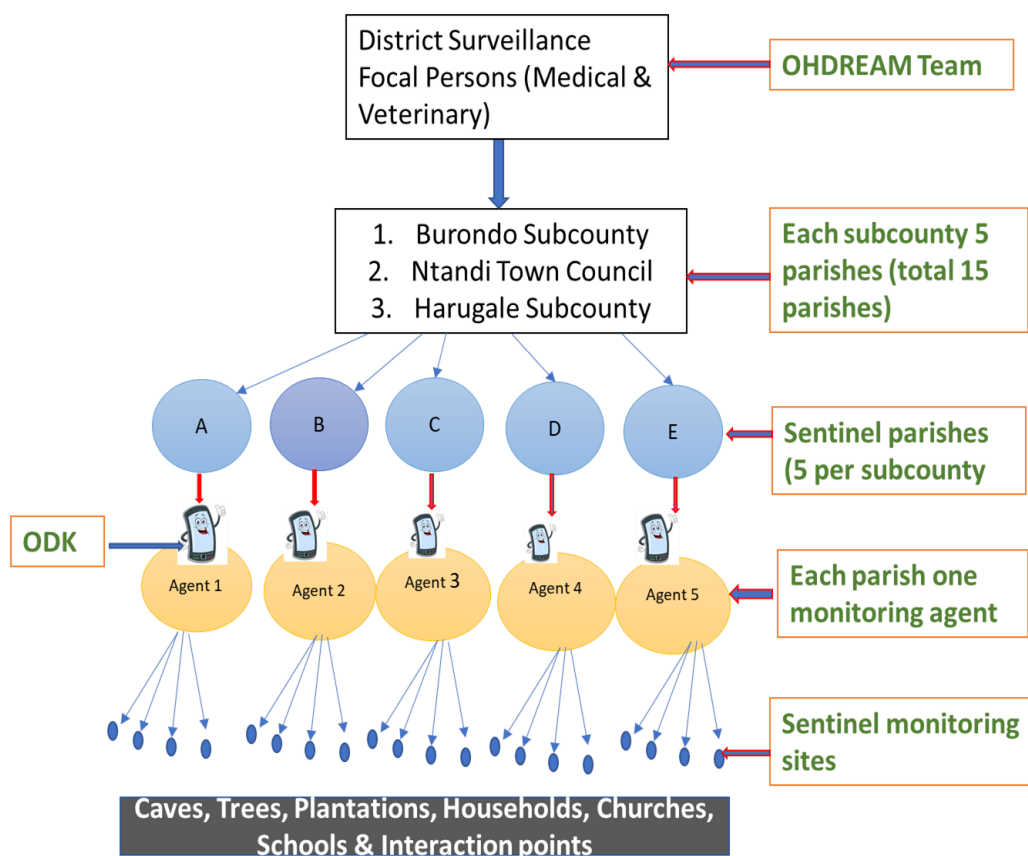 District Surveillance
Focal Persons (Medical &
Veterinary)
OHDREAM Team
1. Burondo Subcounty
2. Ntandi Town Council
3. Harugale Subcounty
Each subcounty 5
parishes (total 15
parishes)
A
B
C
D
E
Sentinel parishes
(5 per subcounty
ODK
Agent 1
Agent 2
Agent 3
Agent 4
Agent 5
Each parish one
monitoring agent
Sentinel monitoring
sites
Caves, Trees, Plantations, Households, Churches,
Schools & Interaction points